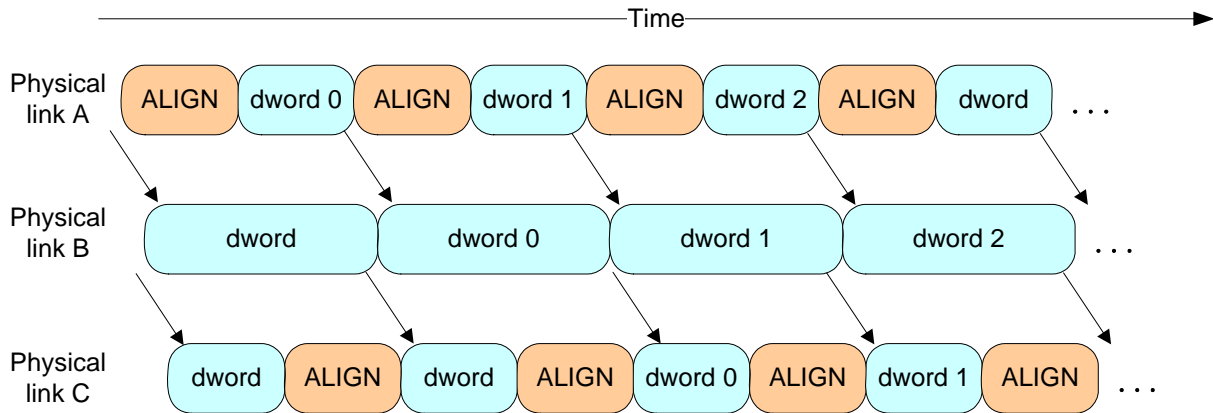 Time
Physical
link A
ALIGN dword 0 ALIGN dword 1 ALIGN dword 2 ALIGN dword . . .
Physical
link B
dword dword 0 dword 1 dword 2 . . .
Physical
link C
dword ALIGN dword ALIGN dword 0 ALIGN dword 1 ALIGN . . .